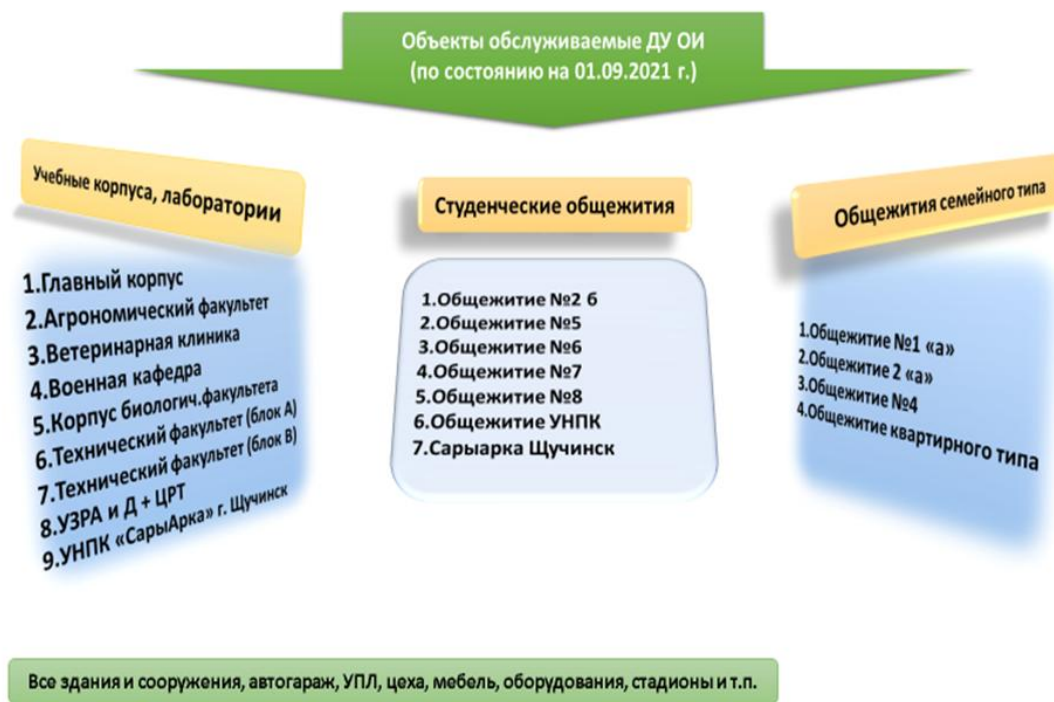 Объекты обслуживаемые ДУ ОИ
(по состоянию на 01.09.2021 г.)
Учебные корпуса, лаборатории
1.Главный корпус
2.Агрономический факультет
3.Ветеринарная клиника
4.Военная кафедра
5.Корпус биологич.факультета
6.Технический факультет (блок А)
7.Технический факультет (блок В)
8.УЗРА и Д + ЦРТ
9.УНПК «СарыАрка» г. Щучинск
Студенческие общежития
1.Общежитие №2 б
2.Общежитие №5
3.Общежитие №6
4.Общежитие №7
5.Общежитие №8
6.Общежитие УНПК
7.Сарыарка Щучинск
Общежития семейного типа
1.Общежитие №1 «а»
2.Общежитие 2 «а»
3.Общежитие №4
4.Общежитие квартирного типа
Все здания и сооружения, автогараж, УПЛ, цеха, мебель, оборудования, стадионы и т.п.